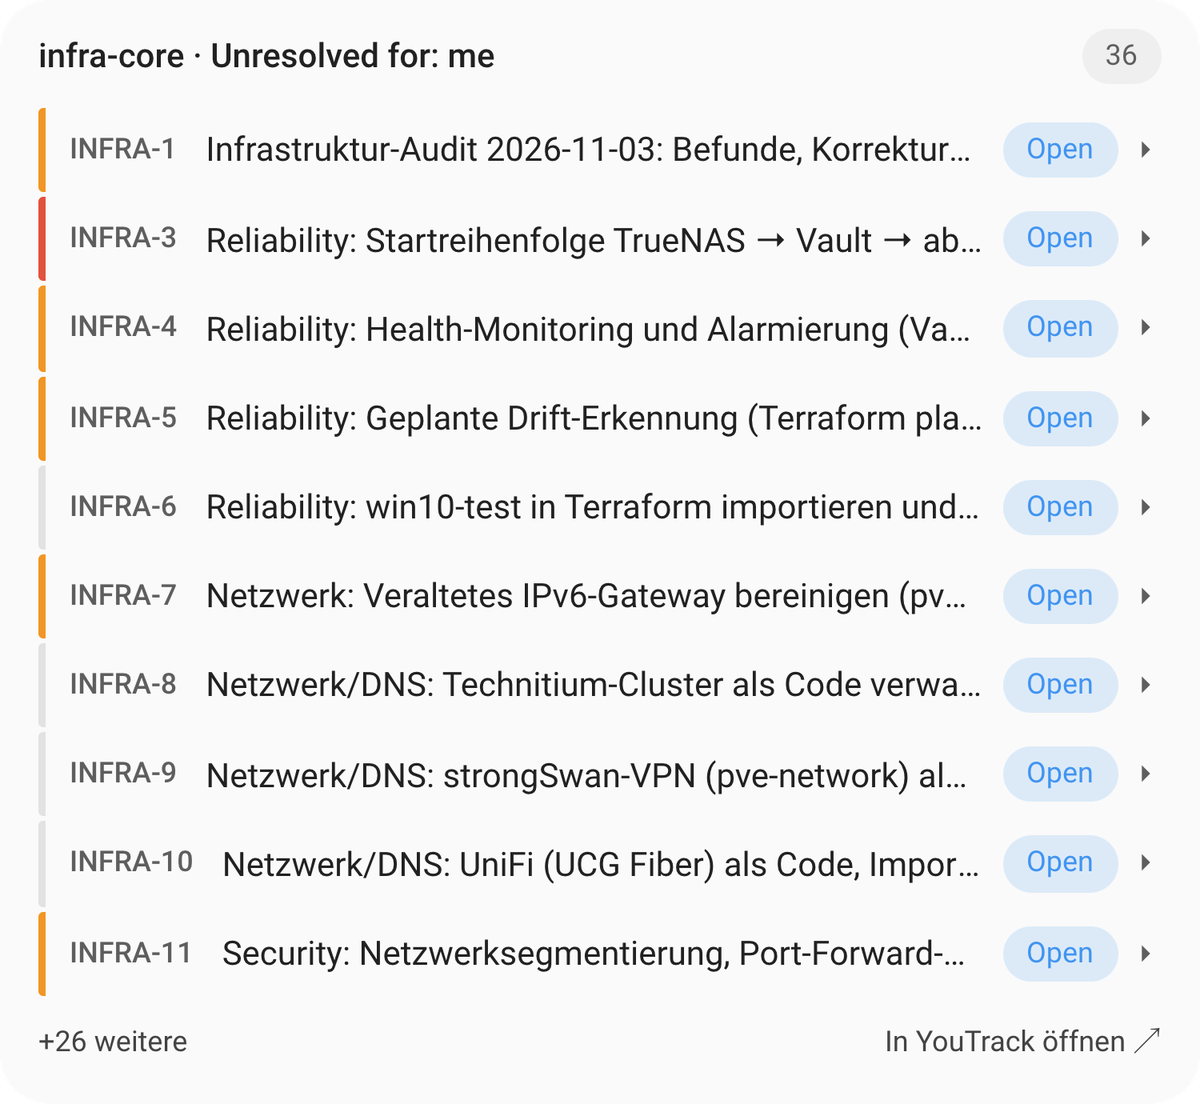 infra-core · Unresolved for: me
36
INFRA-1 Infrastruktur-Audit 2026-11-03: Befunde, Korrektur… Open
INFRA-3 Reliability: Startreihenfolge TrueNAS → Vault → ab… Open
INFRA-4 Reliability: Health-Monitoring und Alarmierung (Va… Open
INFRA-5 Reliability: Geplante Drift-Erkennung (Terraform pla… Open
INFRA-6 Reliability: win10-test in Terraform importieren und… Open
INFRA-7 Netzwerk: Veraltetes IPv6-Gateway bereinigen (pv… Open
INFRA-8 Netzwerk/DNS: Technitium-Cluster als Code verwa… Open
INFRA-9 Netzwerk/DNS: strongSwan-VPN (pve-network) al… Open
INFRA-10 Netzwerk/DNS: UniFi (UCG Fiber) als Code, Impor… Open
INFRA-11 Security: Netzwerksegmentierung, Port-Forward-… Open
+26 weitere
In YouTrack öffnen ↗